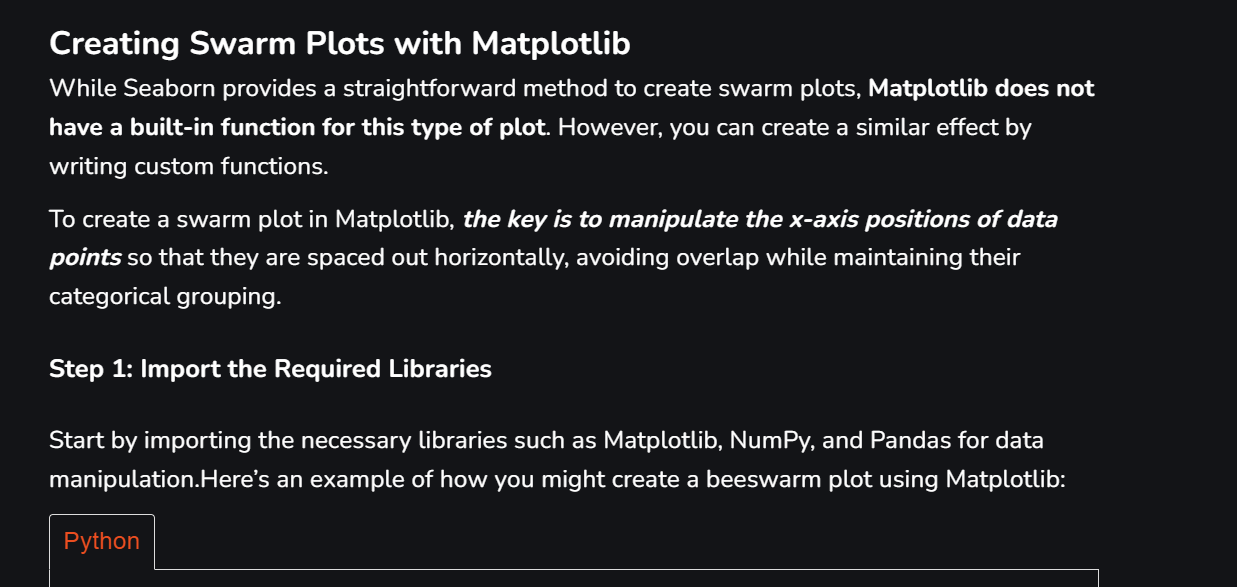 Creating Swarm Plots with Matplotlib
While Seaborn provides a straightforward method to create swarm plots, Matplotlib does not
have a built-in function for this type of plot. However, you can create a similar effect by
writing custom functions.
To create a swarm plot in Matplotlib, the key is to manipulate the x-axis positions of data
points so that they are spaced out horizontally, avoiding overlap while maintaining their
categorical grouping.
Step 1: Import the Required Libraries
Start by importing the necessary libraries such as Matplotlib, NumPy, and Pandas for data
manipulation.Here’s an example of how you might create a beeswarm plot using Matplotlib:
Python